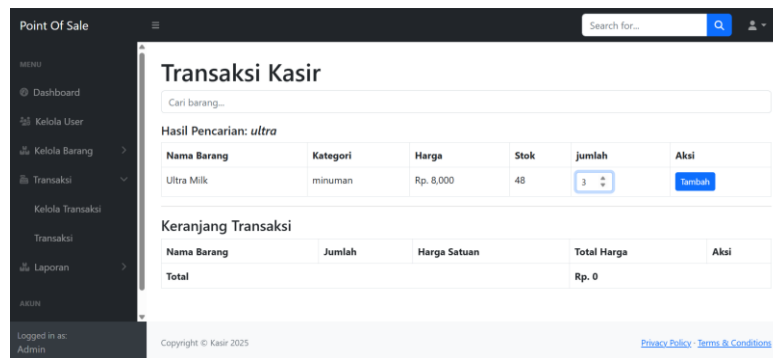 Point Of Sale
Search for...
MENU
Dashboard
Kelola User
Kelola Barang
Transaksi
Kelola Transaksi
Transaksi
Laporan
AKUN
Logged in as:
Admin
Transaksi Kasir
Cari barang...
Hasil Pencarian: ultra
Nama Barang Kategori Harga Stok jumlah Aksi
Ultra Milk minuman Rp. 8,000 48 3 Tambah
Keranjang Transaksi
Nama Barang Jumlah Harga Satuan Total Harga Aksi
Total Rp. 0
Copyright © Kasir 2025 Privacy Policy · Terms & Conditions